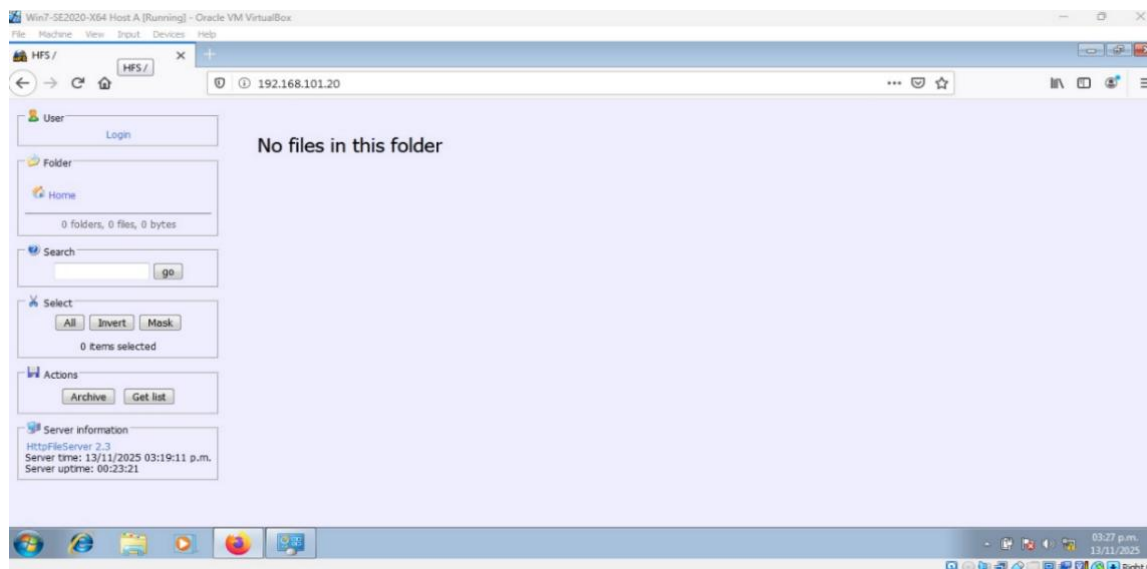 Win7-SE2020-X64 Host A [Running] - Oracle VM VirtualBox
File Machine View Input Devices Help
HFS /
HFS /
192.168.101.20
User
Login
No files in this folder
Folder
Home
0 folders, 0 files, 0 bytes
Search
go
Select
All Invert Mask
0 items selected
Actions
Archive Get list
Server information
HttpFileServer 2.3
Server time: 13/11/2025 03:19:11 p.m.
Server uptime: 00:23:21
03:27 p.m.
13/11/2025
Right